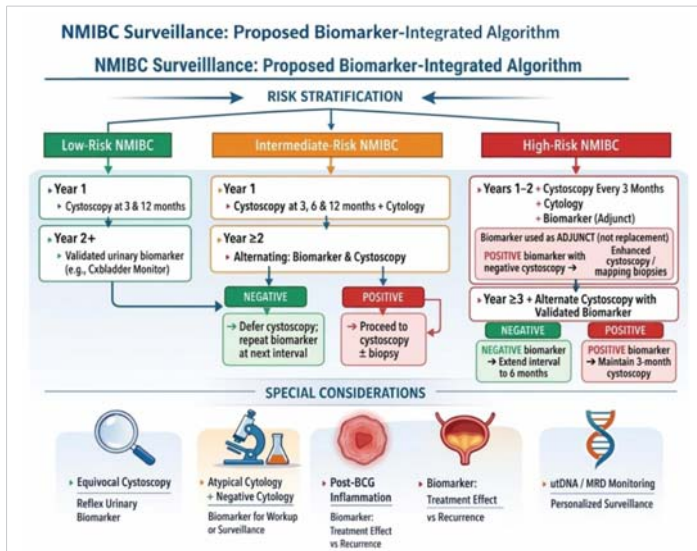 NMIBC Surveillance: Proposed Biomarker-Integrated Algorithm
NMIBC Surveilllance: Proposed Biomarker-Integrated Algorithm
RISK STRATIFICATION
Low-Risk NMIBC
Year 1
Cystoscopy at 3 & 12 months
Year 2+
Validated urinary biomarker
(e.g., Cxbladder Monitor)
Intermediate-Risk NMIBC
Year 1
Cystoscopy at 3, 6 & 12 months + Cytology
Year ≥2
Alternating: Biomarker & Cystoscopy
NEGATIVE
→ Defer cystoscopy;
repeat biomarker
at next interval
POSITIVE
→ Proceed to
cystoscopy
± biopsy
High-Risk NMIBC
Years 1–2 + Cystoscopy Every 3 Months
+ Cytology
+ Biomarker (Adjunct)
Biomarker used as ADJUNCT (not replacement)
POSITIVE biomarker with
negative cystoscopy →
Enhanced
cystoscopy /
mapping biopsies
Year ≥3 + Alternate Cystoscopy with
Validated Biomarker
NEGATIVE
NEGATIVE biomarker
→ Extend interval
to 6 months
POSITIVE
POSITIVE biomarker
→ Maintain 3-month
cystoscopy
SPECIAL CONSIDERATIONS
Equivocal Cystoscopy
Reflex Urinary
Biomarker
Atypical Cytology
+ Negative Cytology
Biomarker for Workup
or Surveillance
Post-BCG
Inflammation
Biomarker:
Treatment Effect
vs Recurrence
Biomarker:
Treatment Effect
vs Recurrence
utDNA / MRD Monitoring
Personalized Surveillance